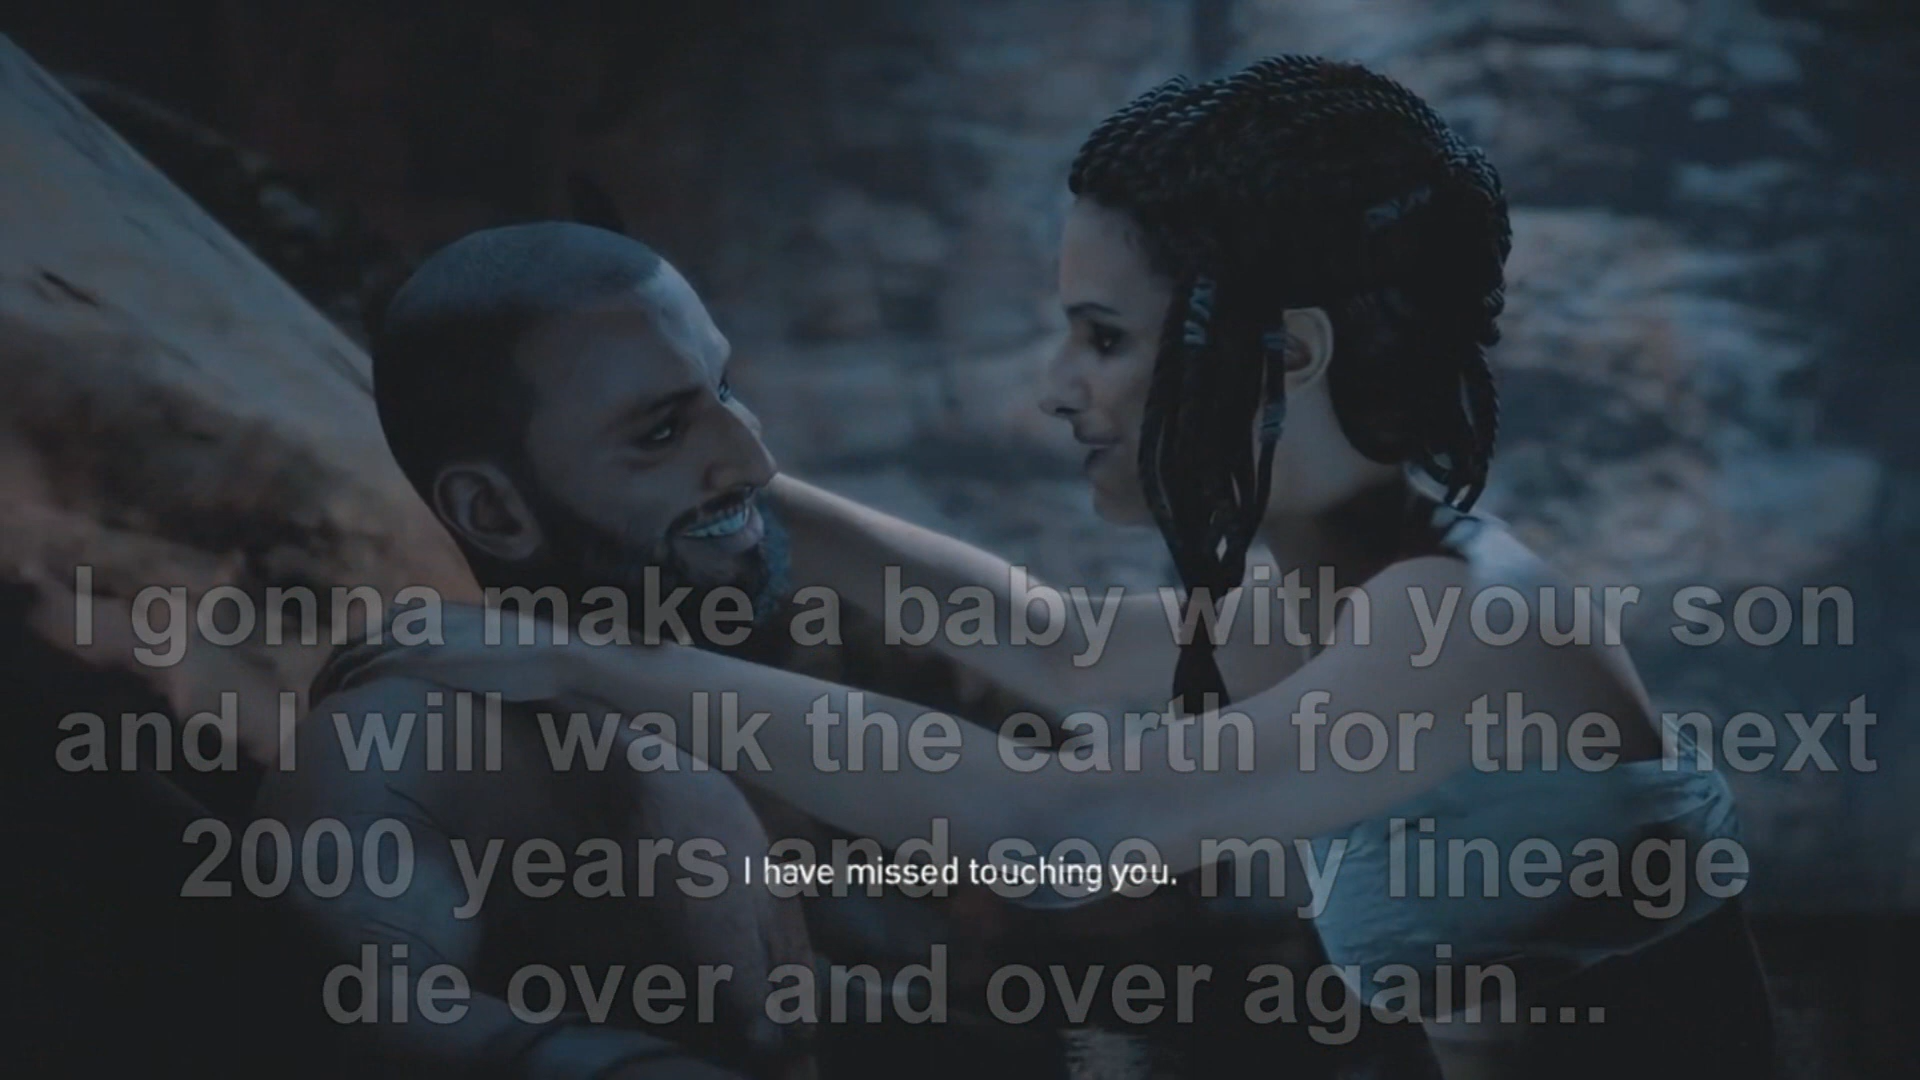 I gonna make a baby with your son
and I will walk the earth for the next
2000 years and see my lineage
I have missed touching you.
die over and over again...